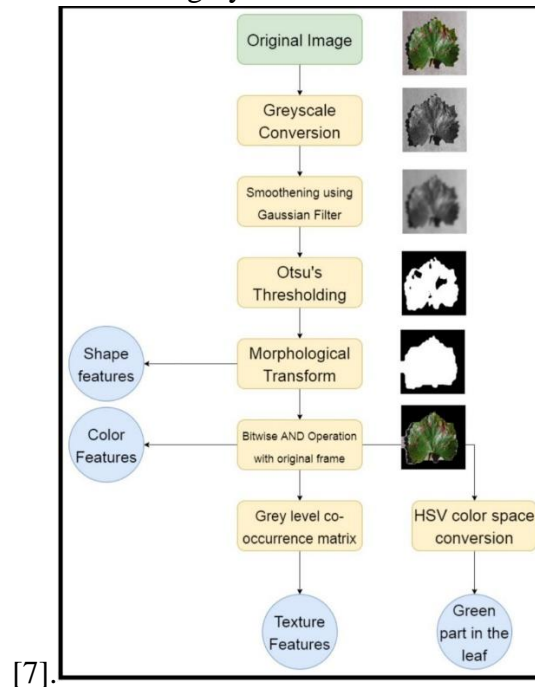 Original Image
Greyscale
Conversion
Smoothening using
Gaussian Filter
Otsu's
Thresholding
Morphological
Transform
Shape
features
Color
Features
Bitwise AND Operation
with original frame
Grey level co-
occurrence matrix
HSV color space
conversion
Texture
Features
Green
part in the
leaf
[7].